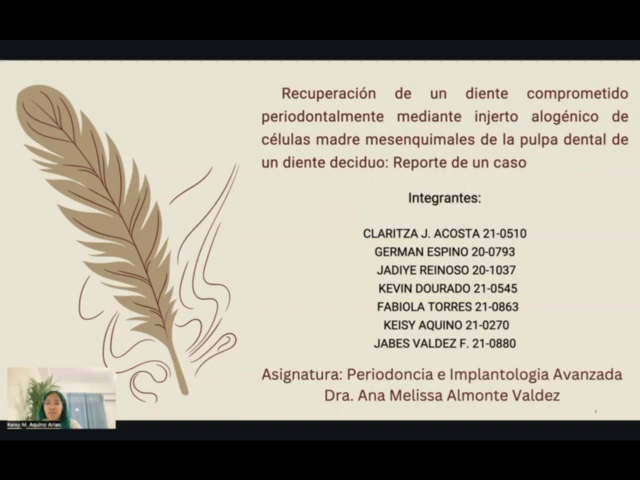 Recuperación de un diente comprometido
periodontalmente mediante injerto alogénico de
células madre mesenquimales de la pulpa dental de
un diente deciduo: Reporte de un caso
Integrantes:
CLARITZA J. ACOSTA 21-0510
GERMAN ESPINO 20-0793
JADIYE REINOSO 20-1037
KEVIN DOURADO 21-0545
FABIOLA TORRES 21-0863
KEISY AQUINO 21-0270
JABES VALDEZ F. 21-0880
Asignatura: Periodoncia e Implantologia Avanzada
Dra. Ana Melissa Almonte Valdez
Keisy M. Aquino Arias